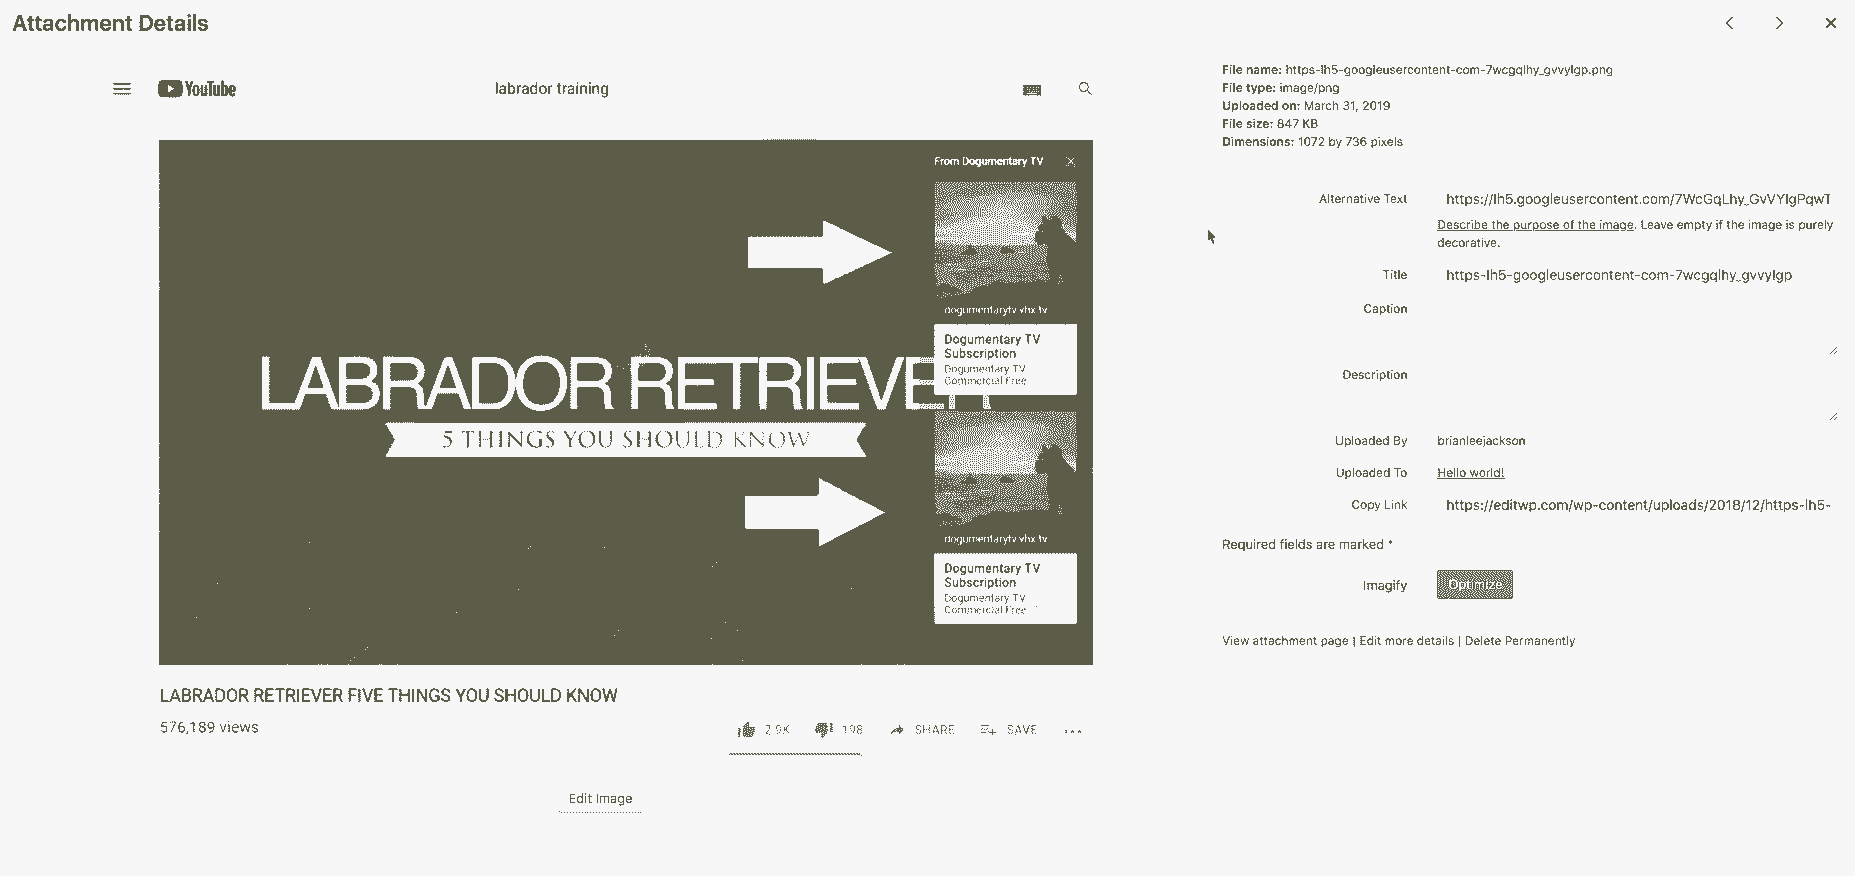 Attachment Details
YouTube
labrador training
From Dogumentary TV
dogumentarytv.vhx.tv
Dogumentary TV
Subscription
Dogumentary TV
Commercial Free
LABRADOR RETRIEVER
5 THINGS YOU SHOULD KNOW
dogumentarytv.vhx.tv
Dogumentary TV
Subscription
Dogumentary TV
Commercial Free
LABRADOR RETRIEVER FIVE THINGS YOU SHOULD KNOW
576,189 views
2.9K 198 SHARE SAVE ...
Edit Image
File name: https-lh5-googleusercontent-com-7wcgqlhy_gvvylgp.png
File type: image/png
Uploaded on: March 31, 2019
File size: 847 KB
Dimensions: 1072 by 736 pixels
Alternative Text https://lh5.googleusercontent.com/7WcGqLhy_GvVYlgPqwT
Describe the purpose of the image. Leave empty if the image is purely
decorative.
Title https-lh5-googleusercontent-com-7wcgqlhy_gvvylgp
Caption
Description
Uploaded By brianleejackson
Uploaded To Hello world!
Copy Link https://editwp.com/wp-content/uploads/2018/12/https-lh5-
Required fields are marked *
Imagify Optimize
View attachment page | Edit more details | Delete Permanently